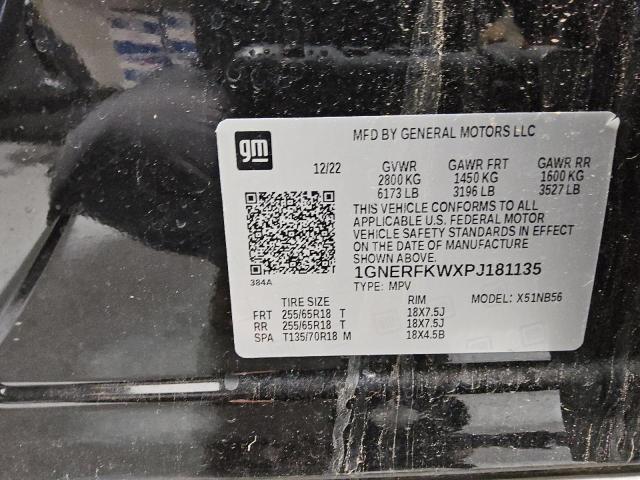 gm
MFD BY GENERAL MOTORS LLC
12/22 GVWR GAWR FRT GAWR RR
2800 KG 1450 KG 1600 KG
6173 LB 3196 LB 3527 LB
THIS VEHICLE CONFORMS TO ALL
APPLICABLE U.S. FEDERAL MOTOR
VEHICLE SAFETY STANDARDS IN EFFECT
ON THE DATE OF MANUFACTURE
SHOWN ABOVE.
384A
1GNERFKWXPJ181135
TYPE: MPV MODEL: X51NB56
TIRE SIZE RIM
FRT 255/65R18 T 18X7.5J
RR 255/65R18 T 18X7.5J
SPA T135/70R18 M 18X4.5B